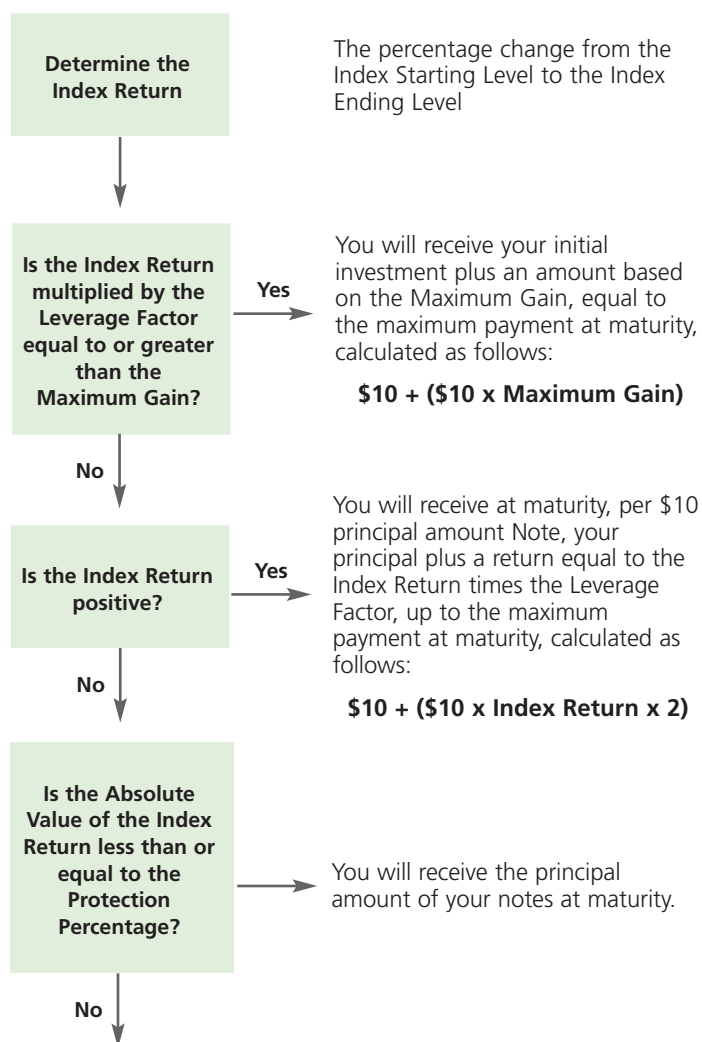 Determine the
Index Return
The percentage change from the
Index Starting Level to the Index
Ending Level
Is the Index Return
multiplied by the
Leverage Factor
equal to or greater
than the
Maximum Gain?
Yes
You will receive your initial
investment plus an amount based
on the Maximum Gain, equal to
the maximum payment at maturity,
calculated as follows:
$10 + ($10 x Maximum Gain)
No
Is the Index Return
positive?
Yes
You will receive at maturity, per $10
principal amount Note, your
principal plus a return equal to the
Index Return times the Leverage
Factor, up to the maximum
payment at maturity, calculated as
follows:
$10 + ($10 x Index Return x 2)
No
Is the Absolute
Value of the Index
Return less than or
equal to the
Protection
Percentage?
You will receive the principal
amount of your notes at maturity.
No